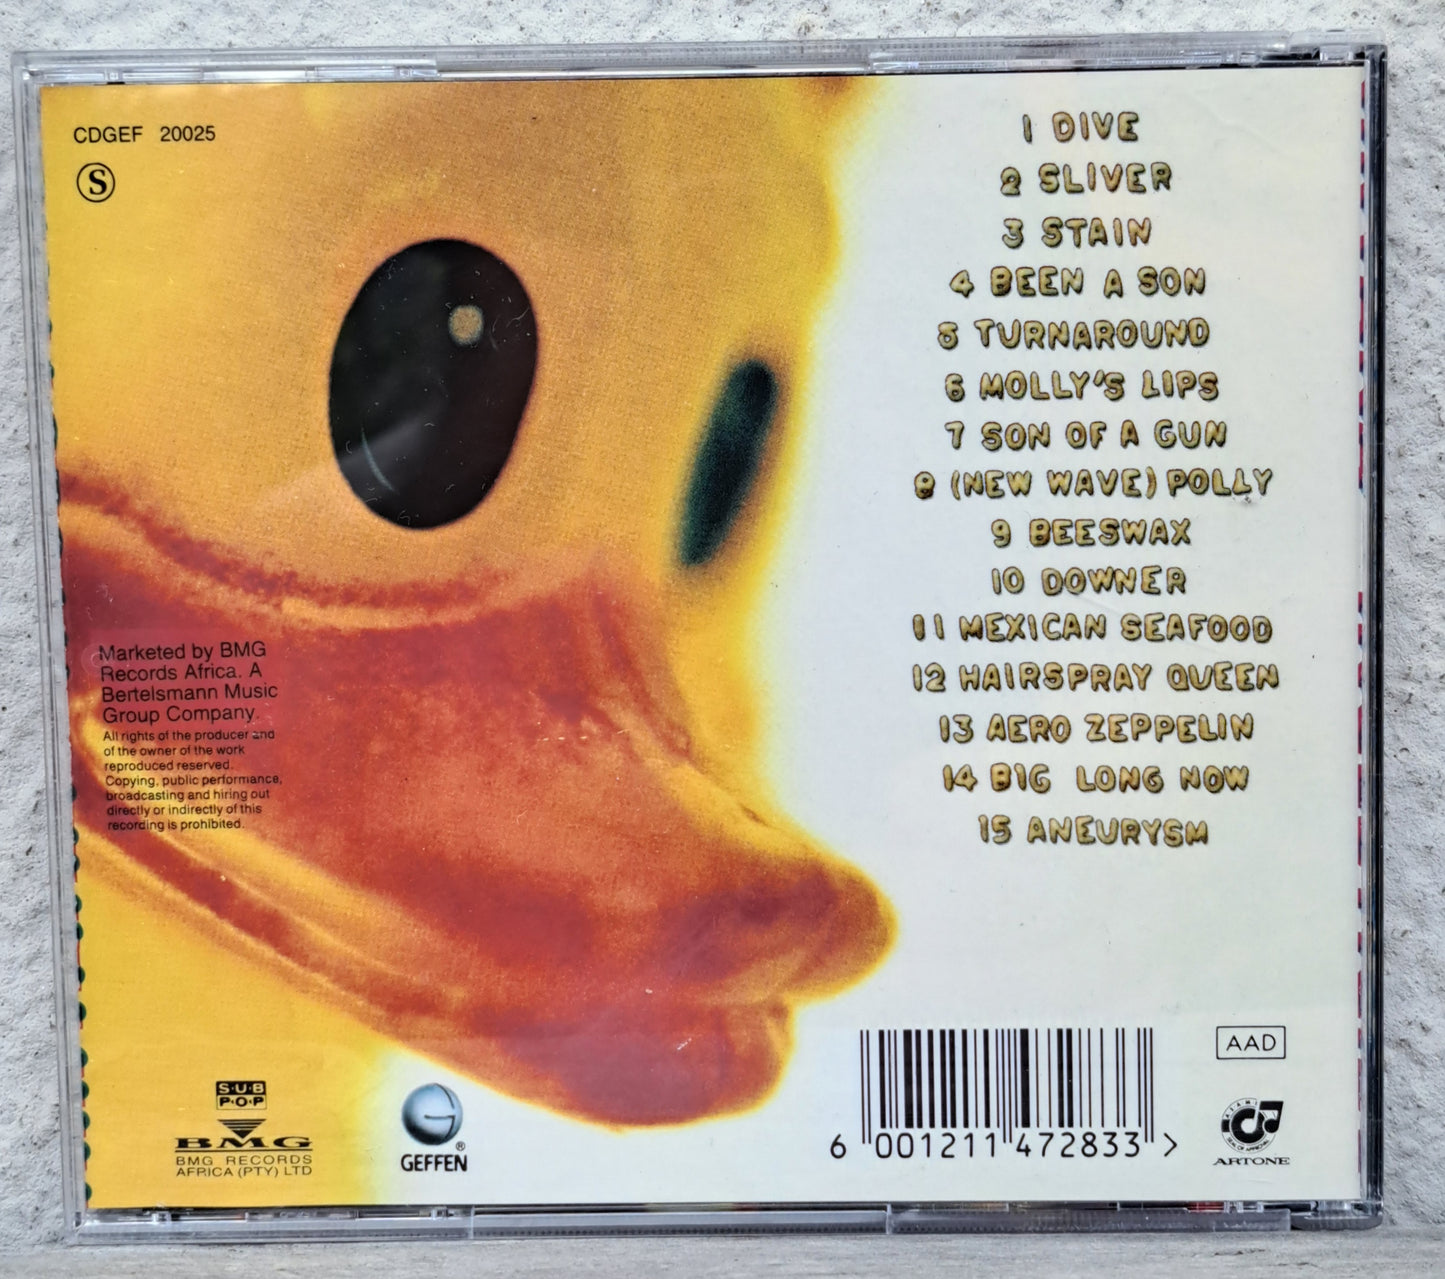 CDGEF 20025
S
1 DIVE
2 SLIVER
3 STAIN
4 BEEN A SON
5 TURNAROUND
6 MOLLY'S LIPS
7 SON OF A GUN
8 (NEW WAVE) POLLY
9 BEESWAX
10 DOWNER
11 MEXICAN SEAFOOD
12 HAIRSPRAY QUEEN
13 AERO ZEPPELIN
14 BIG LONG NOW
15 ANEURYSM
Marketed by BMG
Records Africa. A
Bertelsmann Music
Group Company.
All rights of the producer and
of the owner of the work
reproduced reserved.
Copying, public performance,
broadcasting and hiring out
directly or indirectly of this
recording is prohibited.
SUB
POP
BMG
BMG RECORDS
AFRICA (PTY) LTD
GEFFEN
®
6 001211 472833 >
AAD
ARTONE